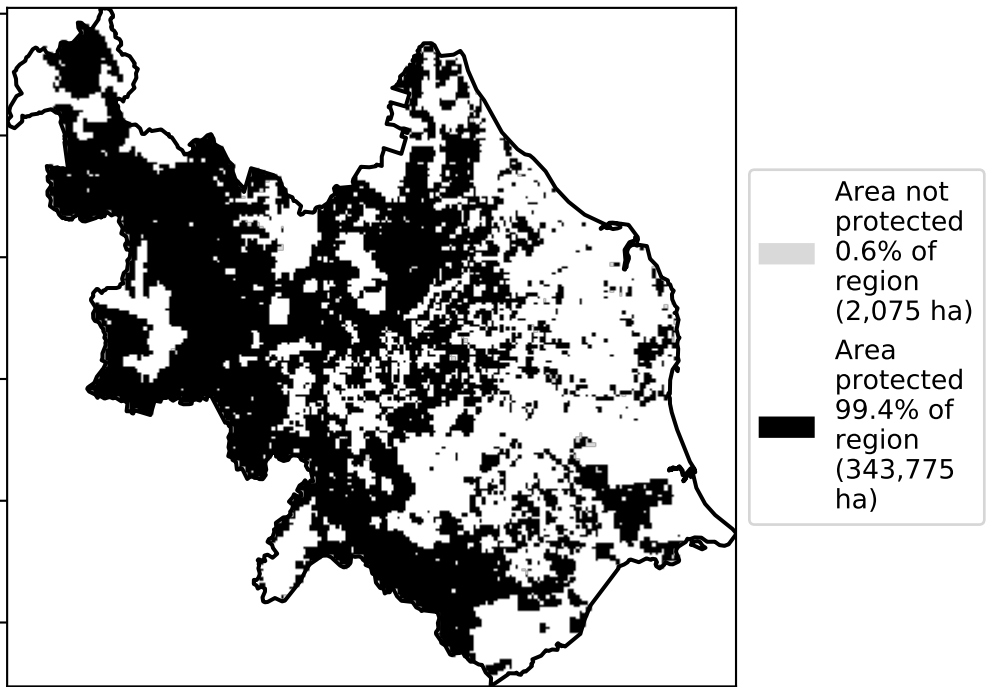 Area not
protected
0.6% of
region
(2,075 ha)
Area
protected
99.4% of
region
(343,775
ha)